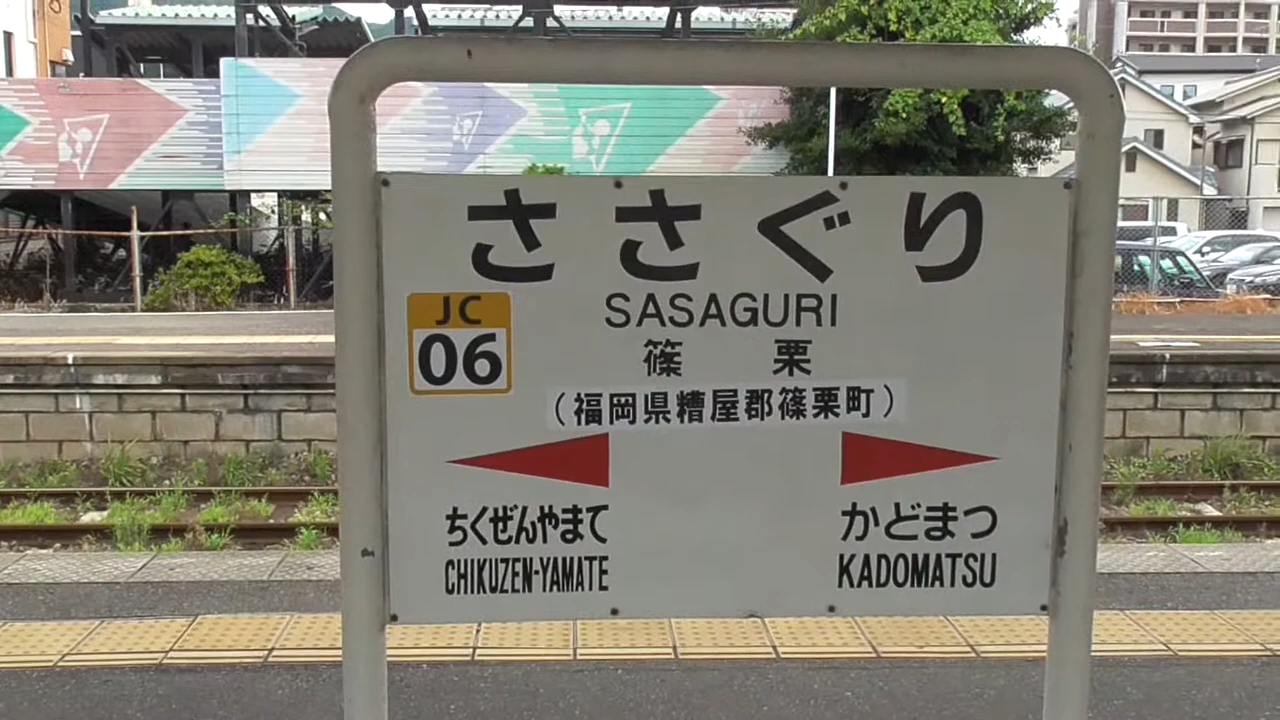 ささぐり
SASAGURI
JC
06
篠栗
(福岡県糟屋郡篠栗町)
ちくぜんやまて
CHIKUZEN-YAMATE
かどまつ
KADOMATSU